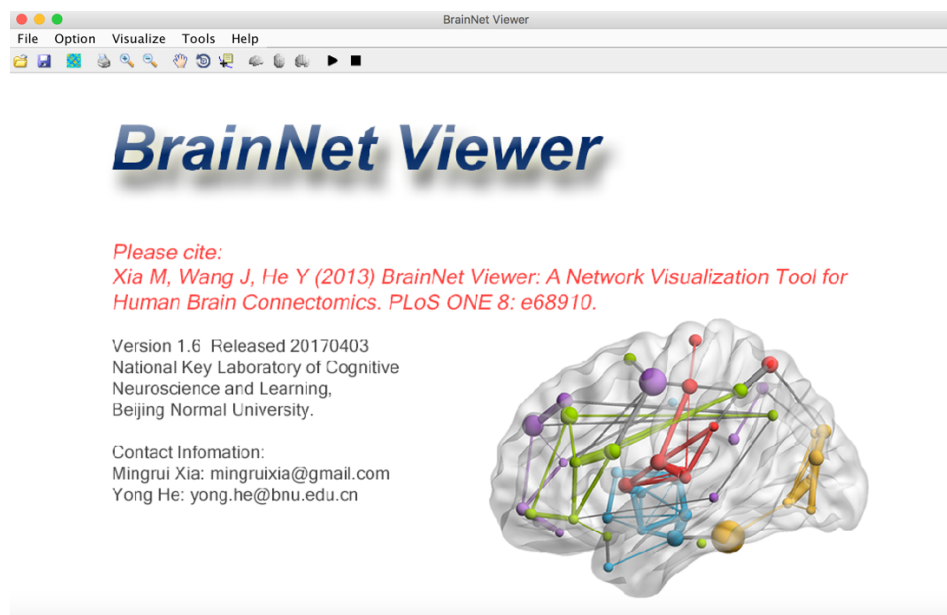 BrainNet Viewer
File Option Visualize Tools Help
BrainNet Viewer
Please cite:
Xia M, Wang J, He Y (2013) BrainNet Viewer: A Network Visualization Tool for
Human Brain Connectomics. PLoS ONE 8: e68910.
Version 1.6 Released 20170403
National Key Laboratory of Cognitive
Neuroscience and Learning,
Beijing Normal University.
Contact Infomation:
Mingrui Xia: mingruixia@gmail.com
Yong He: yong.he@bnu.edu.cn